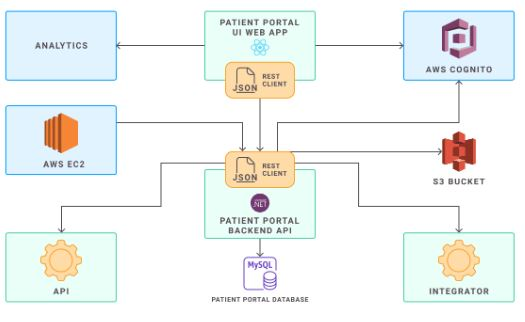 ANALYTICS
PATIENT PORTAL
UI WEB APP
JSON
REST
CLIENT
AWS COGNITO
AWS EC2
JSON
REST
CLIENT
S3 BUCKET
.NET
PATIENT PORTAL
BACKEND API
API
MySQL
PATIENT PORTAL DATABASE
INTEGRATOR